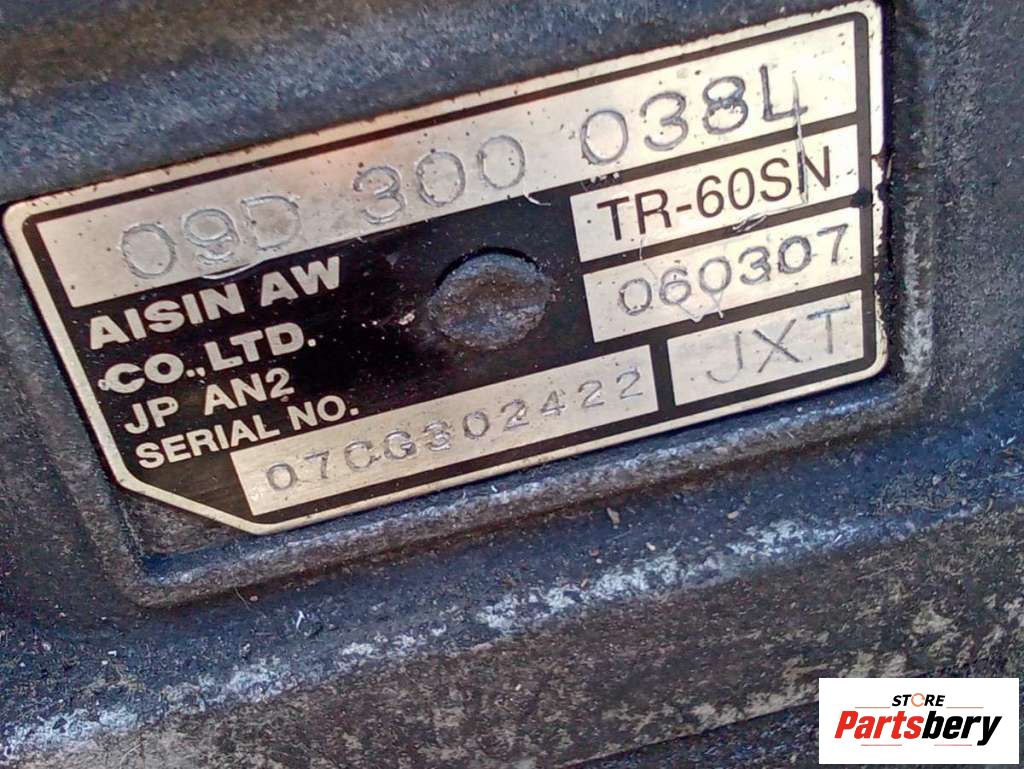 09D 300 038L
TR-60SN
AISIN AW
CO.,LTD.
060307
JP AN2
JXT
SERIAL NO.
07CG302422
STORE
Partsbery